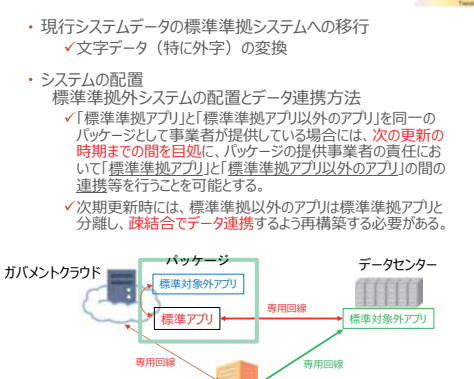 ・現行システムデータの標準準拠システムへの移行
✓文字データ（特に外字）の変換
・システムの配置
標準準拠外システムの配置とデータ連携方法
✓「標準準拠アプリ」と「標準準拠アプリ以外のアプリ」を同一の
パッケージとして事業者が提供している場合には、次の更新の
時期までの間を目処に、パッケージの提供事業者の責任にお
いて「標準準拠アプリ」と「標準準拠アプリ以外のアプリ」の間の
連携等を行うことを可能とする。
✓次期更新時には、標準準拠以外のアプリは標準準拠アプリと
分離し、疎結合でデータ連携するよう再構築する必要がある。
ガバメントクラウド
パッケージ
データセンター
標準対象外アプリ
標準アプリ
専用回線
標準対象外アプリ
専用回線
専用回線